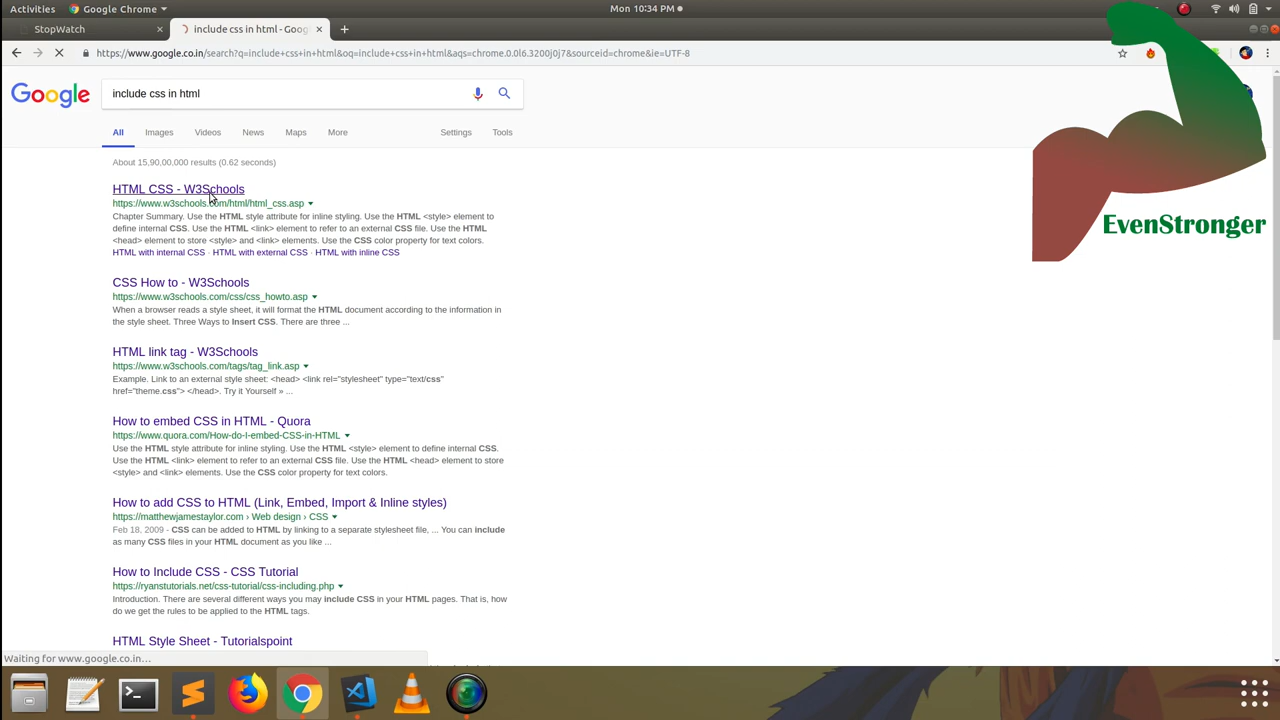 Activities Google Chrome Mon 10:34 PM
StopWatch include css in html - Goog
https://www.google.co.in/search?q=include+css+in+html&oq=include+css+in+html&aqs=chrome.0.0l6.3200j0j7&sourceid=chrome&ie=UTF-8
Google include css in html
All Images Videos News Maps More Settings Tools
About 15,90,00,000 results (0.62 seconds)
HTML CSS - W3Schools
https://www.w3schools.com/html/html_css.asp
Chapter Summary. Use the HTML style attribute for inline styling. Use the HTML <style> element to
define internal CSS. Use the HTML <link> element to refer to an external CSS file. Use the HTML
<head> element to store <style> and <link> elements. Use the CSS color property for text colors.
HTML with internal CSS · HTML with external CSS · HTML with inline CSS
EvenStronger
CSS How to - W3Schools
https://www.w3schools.com/css/css_howto.asp
When a browser reads a style sheet, it will format the HTML document according to the information in
the style sheet. Three Ways to Insert CSS. There are three ...
HTML link tag - W3Schools
https://www.w3schools.com/tags/tag_link.asp
Example. Link to an external style sheet: <head> <link rel="stylesheet" type="text/css"
href="theme.css"> </head>. Try it Yourself » ...
How to embed CSS in HTML - Quora
https://www.quora.com/How-do-I-embed-CSS-in-HTML
Use the HTML style attribute for inline styling. Use the HTML <style> element to define internal CSS.
Use the HTML <link> element to refer to an external CSS file. Use the HTML <head> element to store
<style> and <link> elements. Use the CSS color property for text colors.
How to add CSS to HTML (Link, Embed, Import & Inline styles)
https://matthewjamestaylor.com › Web design › CSS
Feb 18, 2009 - CSS can be added to HTML by linking to a separate stylesheet file, ... You can include
as many CSS files in your HTML document as you like ...
How to Include CSS - CSS Tutorial
https://ryanstutorials.net/css-tutorial/css-including.php
Introduction. There are several different ways you may include CSS in your HTML pages. That is, how
do we get the rules to be applied to the HTML tags.
HTML Style Sheet - Tutorialspoint
Waiting for www.google.co.in...